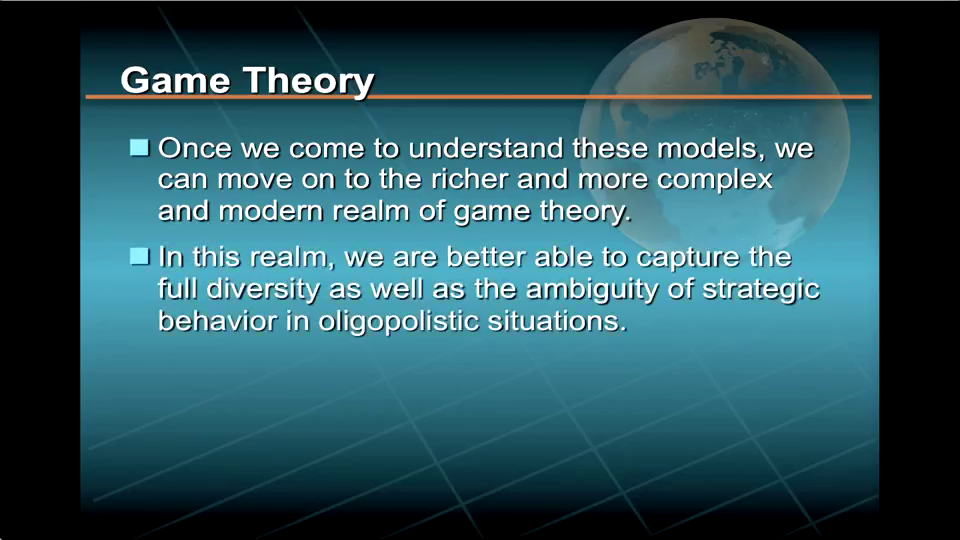 Game Theory
Once we come to understand these models, we
can move on to the richer and more complex
and modern realm of game theory.
In this realm, we are better able to capture the
full diversity as well as the ambiguity of strategic
behavior in oligopolistic situations.